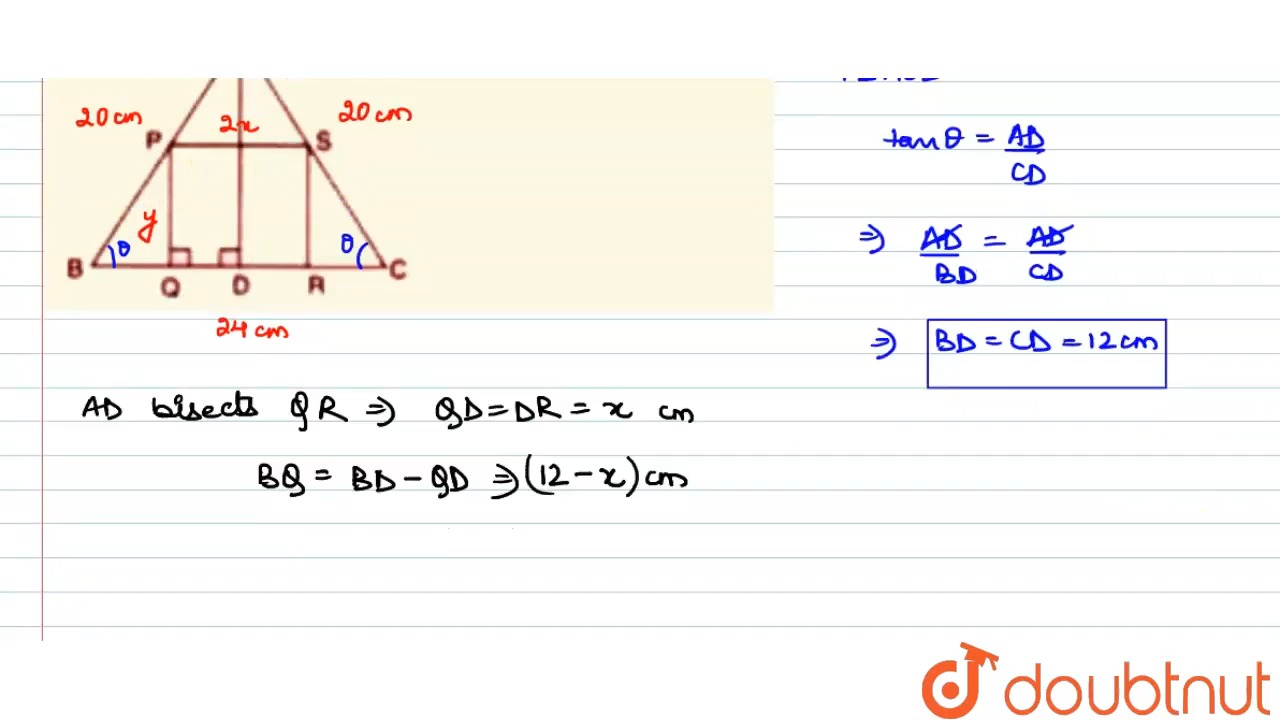 20 cm
20 cm
2x
P
S
y
θ
θ
B
C
Q
D
R
24 cm
tan θ = AD/CD
⇒ AD/BD = AD/CD
⇒ BD = CD = 12 cm
AD bisects QR ⇒ QD = DR = x cm
BQ = BD - QD ⇒ (12 - x) cm
doubtnut